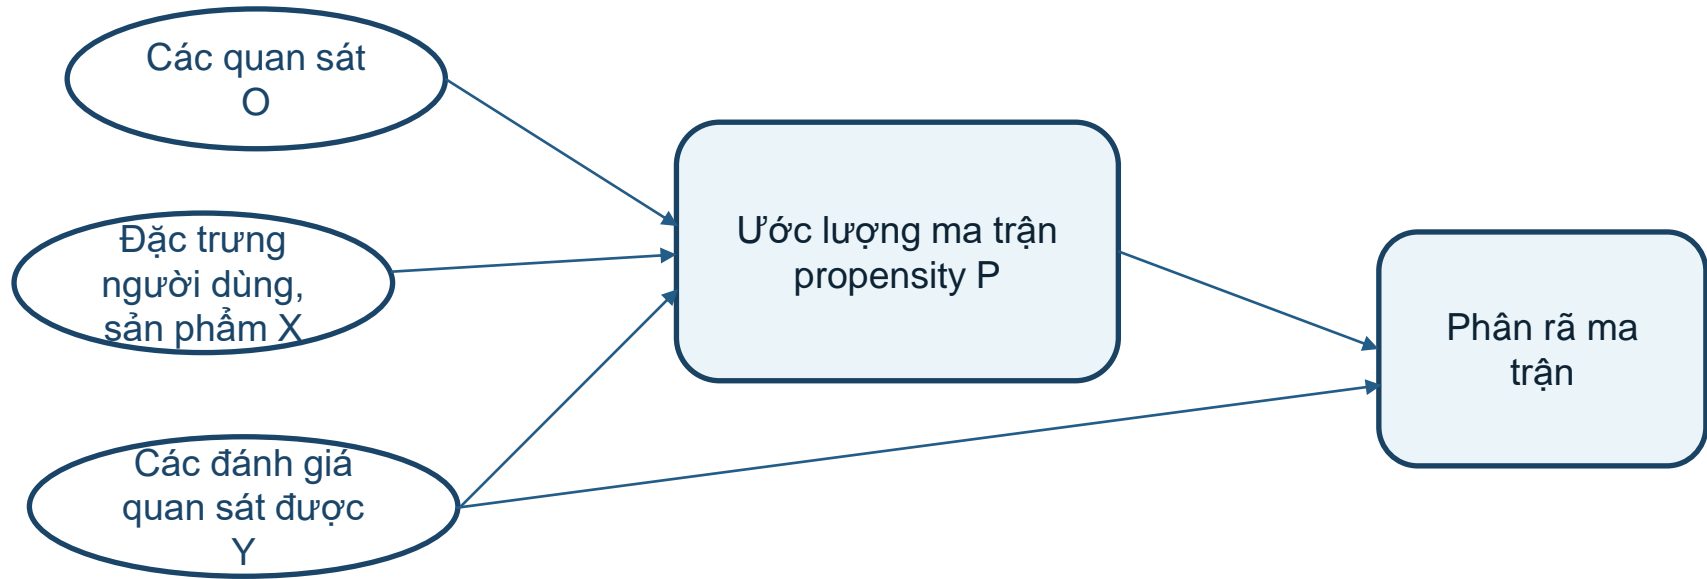 Các quan sát
O
Đặc trưng
người dùng,
sản phẩm X
Các đánh giá
quan sát được
Y
Ước lượng ma trận
propensity P
Phân rã ma
trận